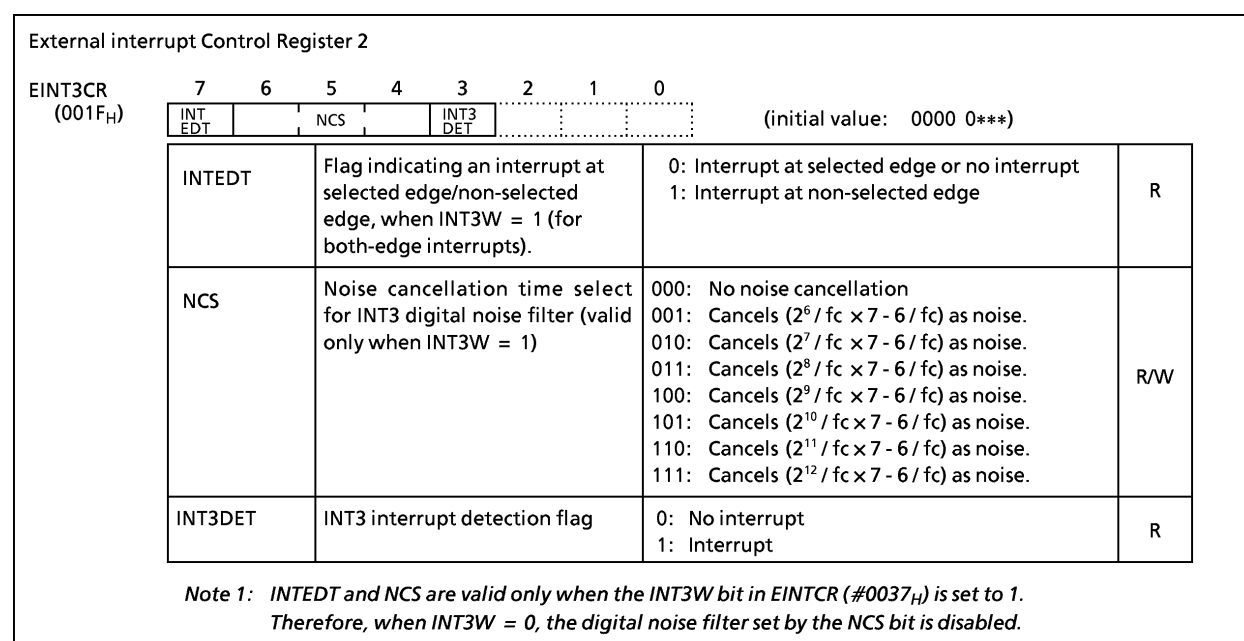 External interrupt Control Register 2
EINT3CR 7 6 5 4 3 2 1 0
(001FH) INT EDT NCS INT3 DET (initial value: 0000 0***)
INTEDT Flag indicating an interrupt at selected edge/non-selected edge, when INT3W = 1 (for both-edge interrupts). 0: Interrupt at selected edge or no interrupt
1: Interrupt at non-selected edge R
NCS Noise cancellation time select for INT3 digital noise filter (valid only when INT3W = 1) 000: No noise cancellation
001: Cancels (2⁶ / fc × 7 - 6 / fc) as noise.
010: Cancels (2⁷ / fc × 7 - 6 / fc) as noise.
011: Cancels (2⁸ / fc × 7 - 6 / fc) as noise.
100: Cancels (2⁹ / fc × 7 - 6 / fc) as noise.
101: Cancels (2¹⁰ / fc × 7 - 6 / fc) as noise.
110: Cancels (2¹¹ / fc × 7 - 6 / fc) as noise.
111: Cancels (2¹² / fc × 7 - 6 / fc) as noise. R/W
INT3DET INT3 interrupt detection flag 0: No interrupt
1: Interrupt R
Note 1: INTEDT and NCS are valid only when the INT3W bit in EINTCR (#0037H) is set to 1.
Therefore, when INT3W = 0, the digital noise filter set by the NCS bit is disabled.